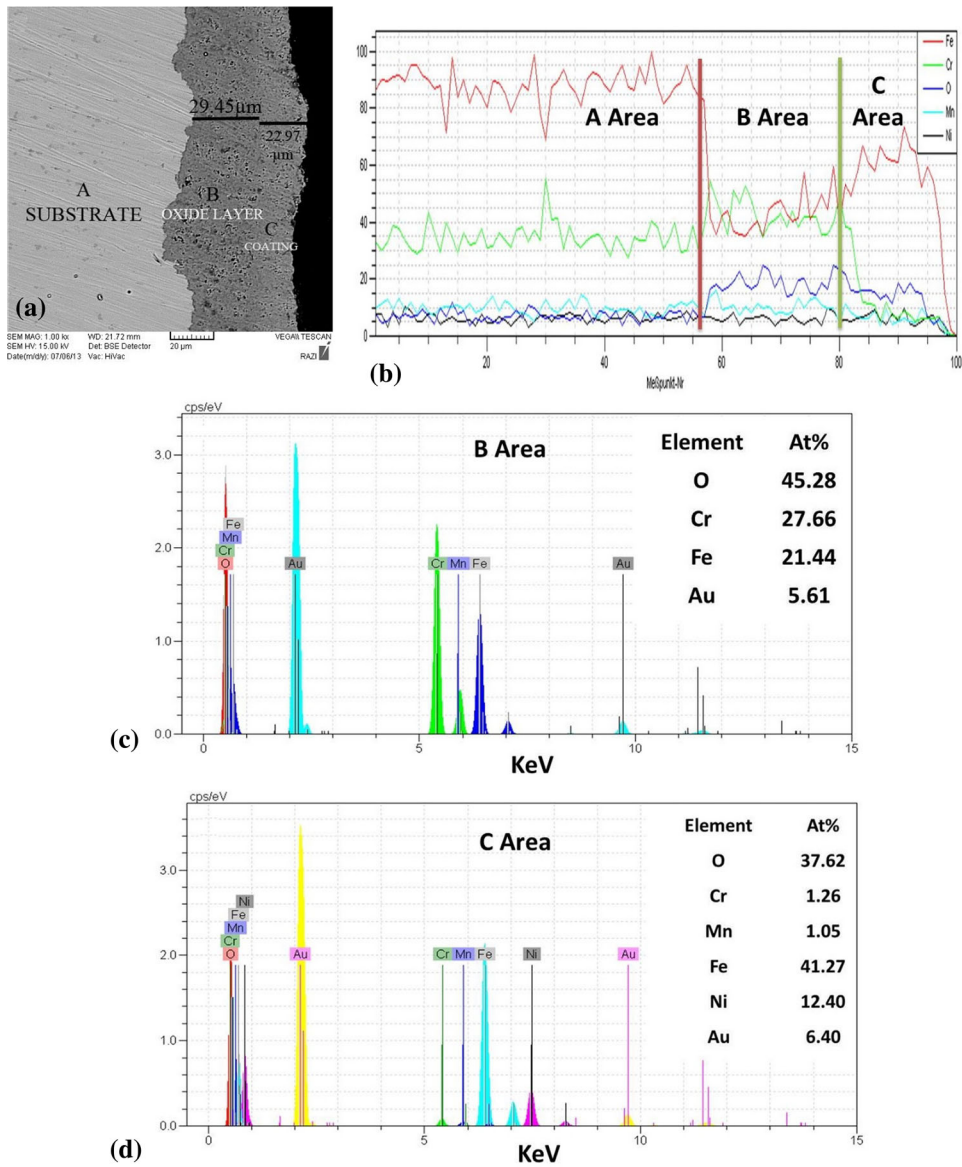 (a)
29.45µm
22.97
µm
A
SUBSTRATE
B
OXIDE LAYER
C
COATING
SEM MAG: 1.00 kx WD: 21.72 mm VEGA\\ TESCAN
SEM HV: 15.00 kV Det: BSE Detector 20 µm
Date(m/d/y): 07/06/13 Vac: HiVac RAZI
(b)
100
80
60
40
20
0
A Area
B Area
C
Area
Fe
Cr
O
Mn
Ni
20 40 60 80 100
Meßpunkt-Nr
(c)
cps/eV
3.0
2.0
1.0
0.0
B Area
Fe
Mn
Cr
O
Au
Cr Mn Fe
Au
Element At%
O 45.28
Cr 27.66
Fe 21.44
Au 5.61
0 5 10 15
KeV
(d)
cps/eV
3.0
2.0
1.0
0.0
C Area
Ni
Fe
Mn
Cr
O
Au
Cr Mn Fe Ni
Au
Element At%
O 37.62
Cr 1.26
Mn 1.05
Fe 41.27
Ni 12.40
Au 6.40
0 5 10 15
KeV